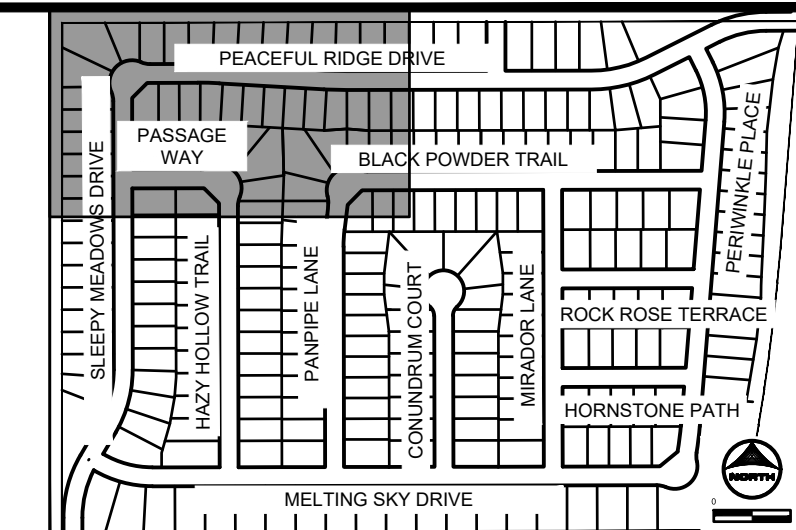 PEACEFUL RIDGE DRIVE
PASSAGE
WAY
BLACK POWDER TRAIL
SLEEPY MEADOWS DRIVE
PERIWINKLE PLACE
HAZY HOLLOW TRAIL
PANPIPE LANE
CONUNDRUM COURT
MIRADOR LANE
ROCK ROSE TERRACE
HORNSTONE PATH
NORTH
MELTING SKY DRIVE
0